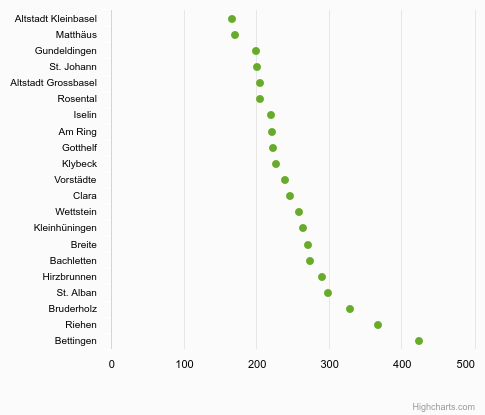 Altstadt Kleinbasel
Matthäus
Gundeldingen
St. Johann
Altstadt Grossbasel
Rosental
Iselin
Am Ring
Gotthelf
Klybeck
Vorstädte
Clara
Wettstein
Kleinhüningen
Breite
Bachletten
Hirzbrunnen
St. Alban
Bruderholz
Riehen
Bettingen
0 100 200 300 400 500
Highcharts.com